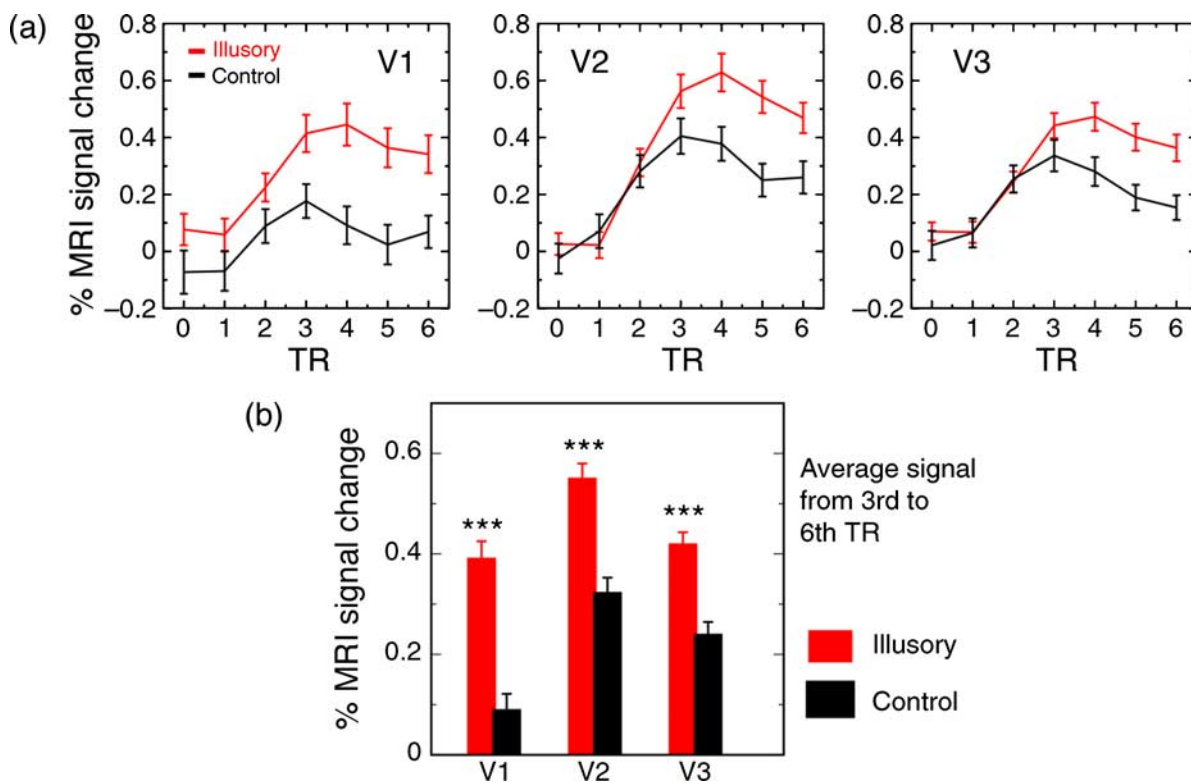 (a)
% MRI signal change
0.8
0.6
0.4
0.2
0
−0.2
Illusory
Control
V1
0 1 2 3 4 5 6
TR
0.8
0.6
0.4
0.2
0
−0.2
V2
0 1 2 3 4 5 6
TR
0.8
0.6
0.4
0.2
0
−0.2
V3
0 1 2 3 4 5 6
TR
(b)
% MRI signal change
0.6
0.4
0.2
0
***
***
***
V1 V2 V3
Average signal
from 3rd to
6th TR
Illusory
Control